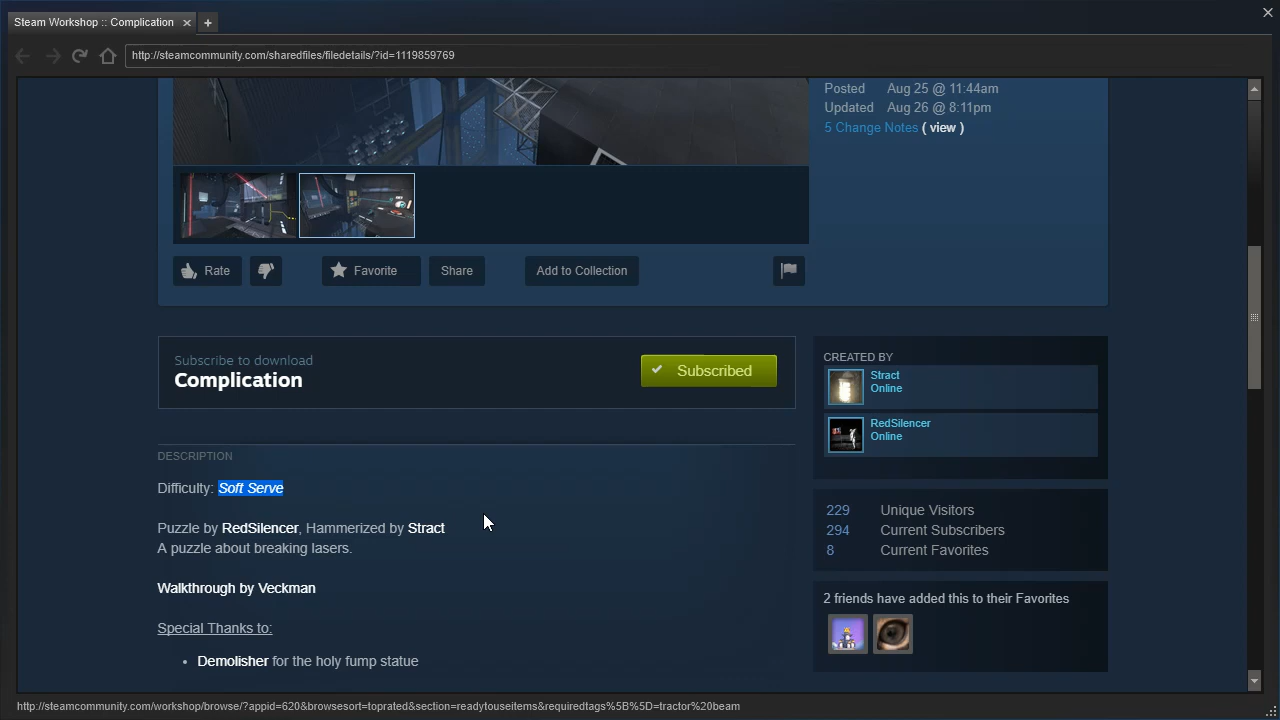 Steam Workshop :: Complication
http://steamcommunity.com/sharedfiles/filedetails/?id=1119859769
Posted Aug 25 @ 11:44am
Updated Aug 26 @ 8:11pm
5 Change Notes ( view )
Rate
Favorite
Share
Add to Collection
Subscribe to download
Complication
Subscribed
DESCRIPTION
Difficulty: Soft Serve
Puzzle by RedSilencer, Hammerized by Stract
A puzzle about breaking lasers.
Walkthrough by Veckman
Special Thanks to:
• Demolisher for the holy fump statue
CREATED BY
Stract
Online
RedSilencer
Online
229 Unique Visitors
294 Current Subscribers
8 Current Favorites
2 friends have added this to their Favorites
http://steamcommunity.com/workshop/browse/?appid=620&browsesort=toprated&section=readytouseitems&requiredtags%5B%5D=tractor%20beam